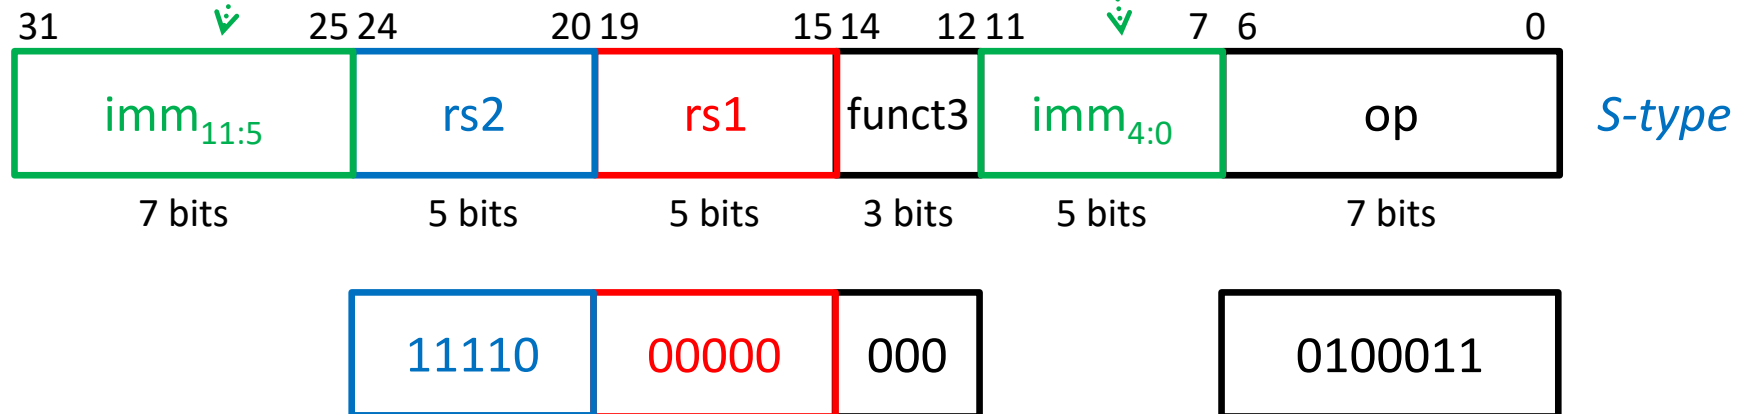 31 25 24 20 19 15 14 12 11 7 6 0
imm11:5 rs2 rs1 funct3 imm4:0 op S-type
7 bits 5 bits 5 bits 3 bits 5 bits 7 bits
11110 00000 000 0100011